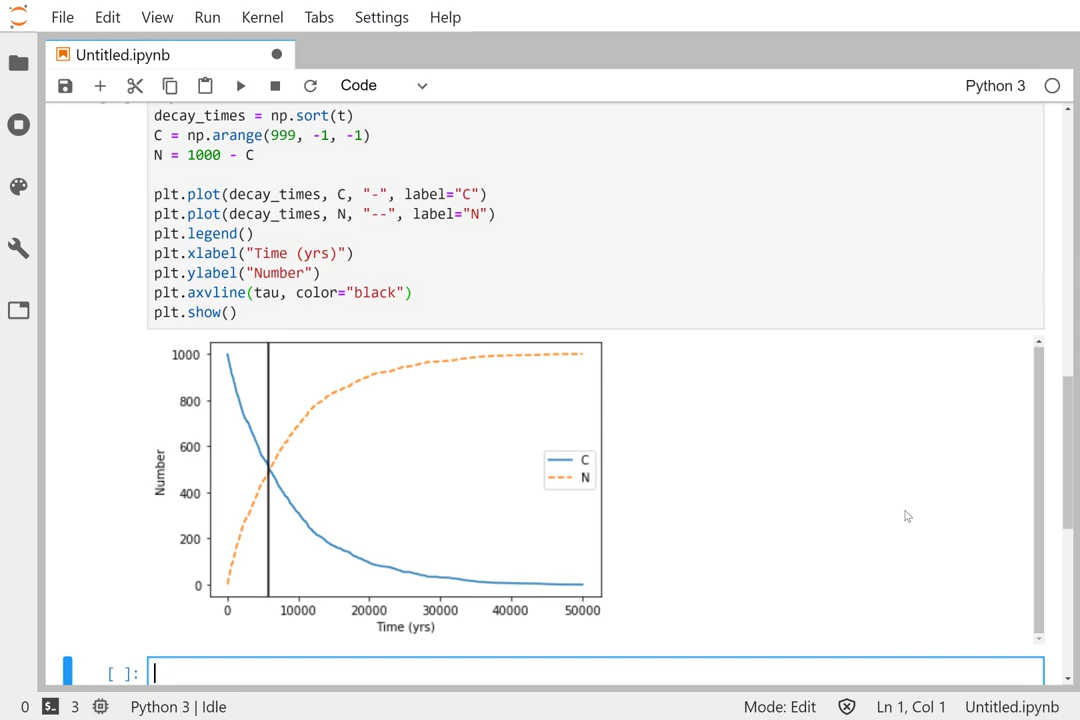 File Edit View Run Kernel Tabs Settings Help
Untitled.ipynb
Code Python 3
decay_times = np.sort(t)
C = np.arange(999, -1, -1)
N = 1000 - C
plt.plot(decay_times, C, "-", label="C")
plt.plot(decay_times, N, "--", label="N")
plt.legend()
plt.xlabel("Time (yrs)")
plt.ylabel("Number")
plt.axvline(tau, color="black")
plt.show()
1000
800
600
400
200
0
Number
C
N
0 10000 20000 30000 40000 50000
Time (yrs)
[ ]:
0 $_ 3 Python 3 | Idle Mode: Edit Ln 1, Col 1 Untitled.ipynb